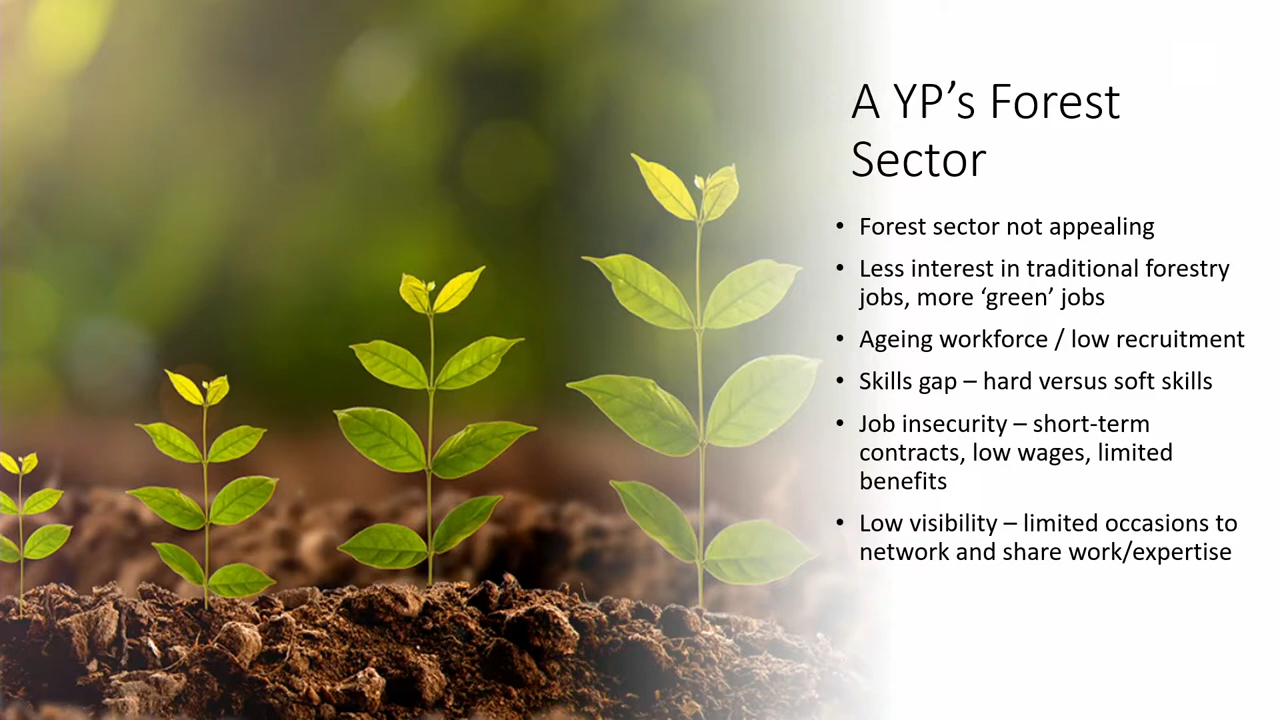 A YP’s Forest
Sector
• Forest sector not appealing
• Less interest in traditional forestry
jobs, more ‘green’ jobs
• Ageing workforce / low recruitment
• Skills gap – hard versus soft skills
• Job insecurity – short-term
contracts, low wages, limited
benefits
• Low visibility – limited occasions to
network and share work/expertise